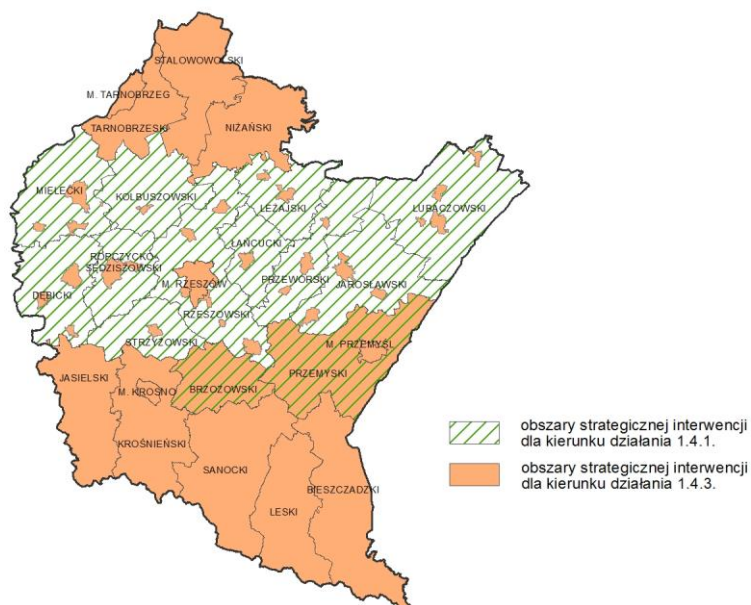 STALOWOWOLSKI
M. TARNOBRZEG
TARNOBRZESKI
NIŻAŃSKI
MIELECKI
KOLBUSZOWSKI
LEŻAJSKI
LUBACZOWSKI
ŁAŃCUCKI
ROPCZYCKO
SĘDZISZOWSKI
M. RZESZÓW
PRZEWORSKI
JAROSŁAWSKI
DĘBICKI
RZESZOWSKI
STRZYŻOWSKI
M. PRZEMYŚL
JASIELSKI
M. KROSNO
BRZOZOWSKI
PRZEMYSKI
KROŚNIEŃSKI
SANOCKI
LESKI
BIESZCZADZKI
obszary strategicznej interwencji
dla kierunku działania 1.4.1.
obszary strategicznej interwencji
dla kierunku działania 1.4.3.